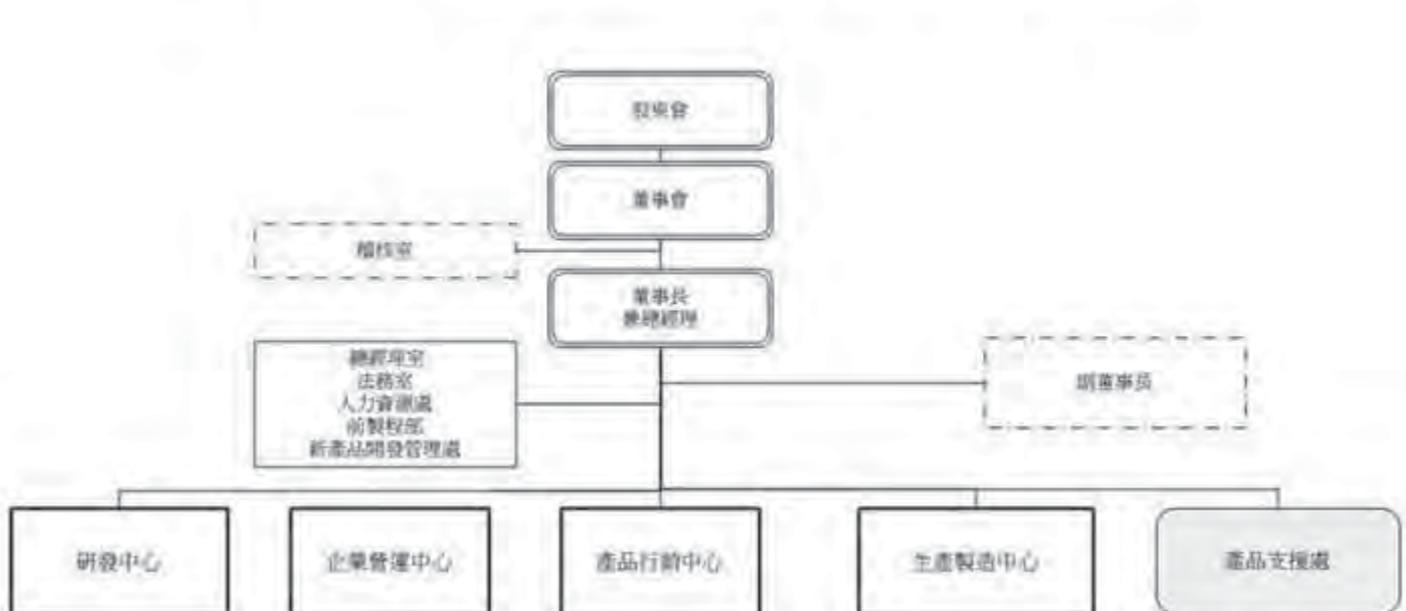 股東會
董事會
稽核室
董事長
兼總經理
總經理室
法務室
人力資源處
前製程部
新產品開發管理處
副董事長
研發中心
企業營運中心
產品行銷中心
生產製造中心
產品支援處